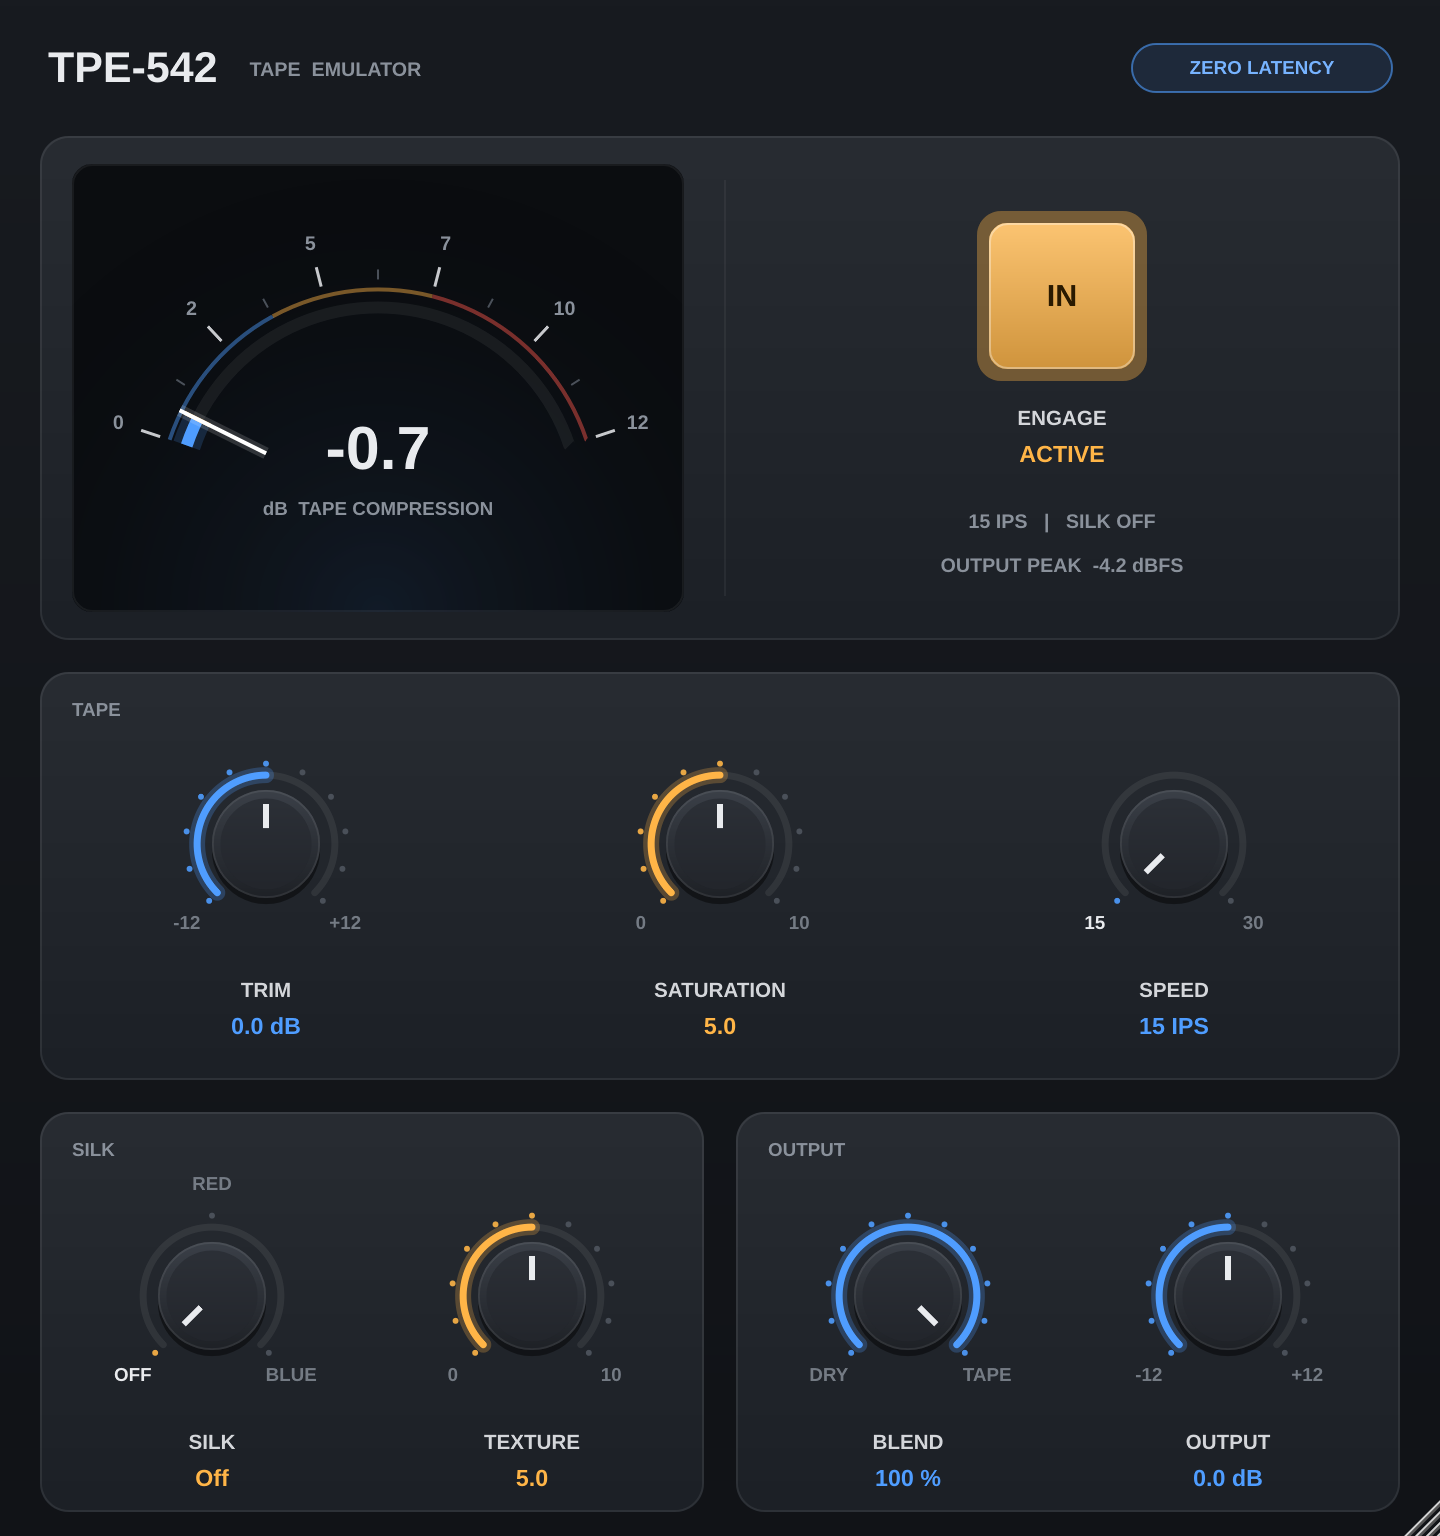 TPE-542 TAPE EMULATOR ZERO LATENCY
5 7
2 10
0 12
-0.7
dB TAPE COMPRESSION
IN
ENGAGE
ACTIVE
15 IPS | SILK OFF
OUTPUT PEAK -4.2 dBFS
TAPE
-12 +12
TRIM
0.0 dB
0 10
SATURATION
5.0
15 30
SPEED
15 IPS
SILK
RED
OFF BLUE
SILK
Off
0 10
TEXTURE
5.0
OUTPUT
DRY TAPE
BLEND
100 %
-12 +12
OUTPUT
0.0 dB